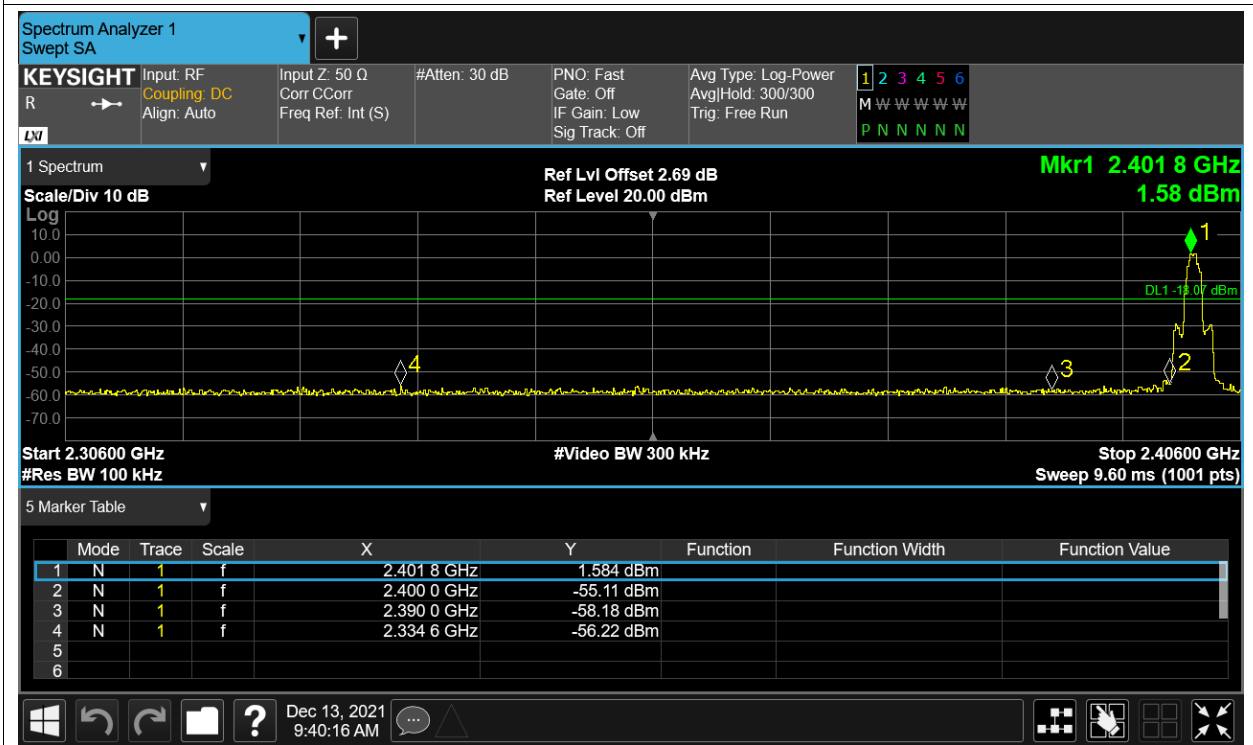 Spectrum Analyzer 1
Swept SA
+
KEYSIGHT Input: RF Input Z: 50 Ω #Atten: 30 dB PNO: Fast Avg Type: Log-Power 1 2 3 4 5 6
R Coupling: DC Corr CCorr Gate: Off Avg|Hold: 300/300 M W W W W W
Align: Auto Freq Ref: Int (S) IF Gain: Low Trig: Free Run
LXI Sig Track: Off P N N N N N
1 Spectrum Ref Lvl Offset 2.69 dB Mkr1 2.401 8 GHz
Scale/Div 10 dB Ref Level 20.00 dBm 1.58 dBm
Log
10.0 1
0.00
-10.0
DL1 -18.07 dBm
-20.0
-30.0
-40.0
4 3 2
-50.0
-60.0
-70.0
Start 2.30600 GHz #Video BW 300 kHz Stop 2.40600 GHz
#Res BW 100 kHz Sweep 9.60 ms (1001 pts)
5 Marker Table
Mode Trace Scale X Y Function Function Width Function Value
1 N 1 f 2.401 8 GHz 1.584 dBm
2 N 1 f 2.400 0 GHz -55.11 dBm
3 N 1 f 2.390 0 GHz -58.18 dBm
4 N 1 f 2.334 6 GHz -56.22 dBm
5
6
? Dec 13, 2021
9:40:16 AM